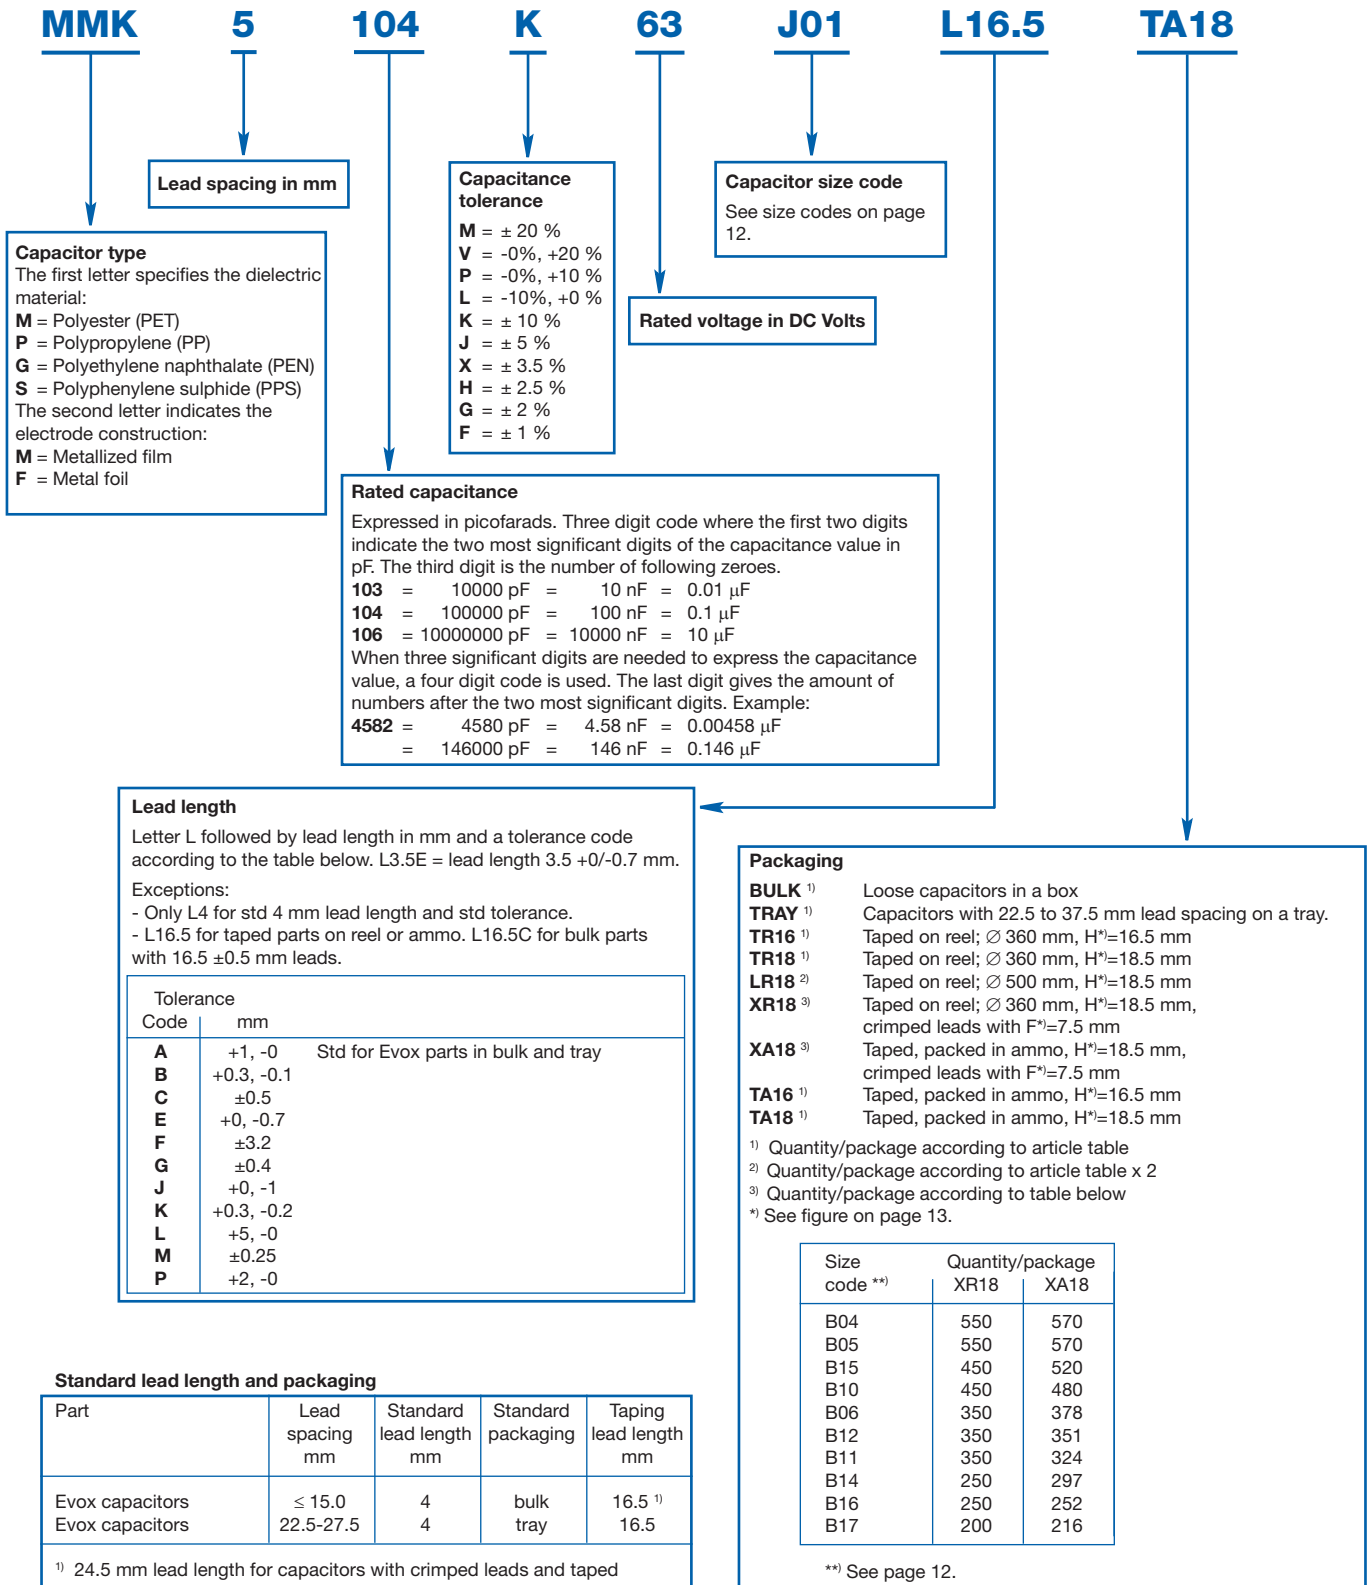 MMK 5 104 K 63 J01 L16.5 TA18
Lead spacing in mm
Capacitor type
The first letter specifies the dielectric
material:
M = Polyester (PET)
P = Polypropylene (PP)
G = Polyethylene naphthalate (PEN)
S = Polyphenylene sulphide (PPS)
The second letter indicates the
electrode construction:
M = Metallized film
F = Metal foil
Capacitance
tolerance
M = ± 20 %
V = -0%, +20 %
P = -0%, +10 %
L = -10%, +0 %
K = ± 10 %
J = ± 5 %
X = ± 3.5 %
H = ± 2.5 %
G = ± 2 %
F = ± 1 %
Capacitor size code
See size codes on page
12.
Rated voltage in DC Volts
Rated capacitance
Expressed in picofarads. Three digit code where the first two digits
indicate the two most significant digits of the capacitance value in
pF. The third digit is the number of following zeroes.
103 = 10000 pF = 10 nF = 0.01 µF
104 = 100000 pF = 100 nF = 0.1 µF
106 = 10000000 pF = 10000 nF = 10 µF
When three significant digits are needed to express the capacitance
value, a four digit code is used. The last digit gives the amount of
numbers after the two most significant digits. Example:
4582 = 4580 pF = 4.58 nF = 0.00458 µF
= 146000 pF = 146 nF = 0.146 µF
Lead length
Letter L followed by lead length in mm and a tolerance code
according to the table below. L3.5E = lead length 3.5 +0/-0.7 mm.
Exceptions:
- Only L4 for std 4 mm lead length and std tolerance.
- L16.5 for taped parts on reel or ammo. L16.5C for bulk parts
with 16.5 ±0.5 mm leads.
Tolerance
Code mm
A +1, -0 Std for Evox parts in bulk and tray
B +0.3, -0.1
C ±0.5
E +0, -0.7
F ±3.2
G ±0.4
J +0, -1
K +0.3, -0.2
L +5, -0
M ±0.25
P +2, -0
Packaging
BULK 1) Loose capacitors in a box
TRAY 1) Capacitors with 22.5 to 37.5 mm lead spacing on a tray.
TR16 1) Taped on reel; ∅ 360 mm, H*)=16.5 mm
TR18 1) Taped on reel; ∅ 360 mm, H*)=18.5 mm
LR18 2) Taped on reel; ∅ 500 mm, H*)=18.5 mm
XR18 3) Taped on reel; ∅ 360 mm, H*)=18.5 mm,
crimped leads with F*)=7.5 mm
XA18 3) Taped, packed in ammo, H*)=18.5 mm,
crimped leads with F*)=7.5 mm
TA16 1) Taped, packed in ammo, H*)=16.5 mm
TA18 1) Taped, packed in ammo, H*)=18.5 mm
1) Quantity/package according to article table
2) Quantity/package according to article table x 2
3) Quantity/package according to table below
*) See figure on page 13.
Size Quantity/package
code **) XR18 XA18
B04 550 570
B05 550 570
B15 450 520
B10 450 480
B06 350 378
B12 350 351
B11 350 324
B14 250 297
B16 250 252
B17 200 216
**) See page 12.
Standard lead length and packaging
Part Lead Standard Standard Taping
spacing lead length packaging lead length
mm mm mm
Evox capacitors ≤ 15.0 4 bulk 16.5 1)
Evox capacitors 22.5-27.5 4 tray 16.5
1) 24.5 mm lead length for capacitors with crimped leads and taped